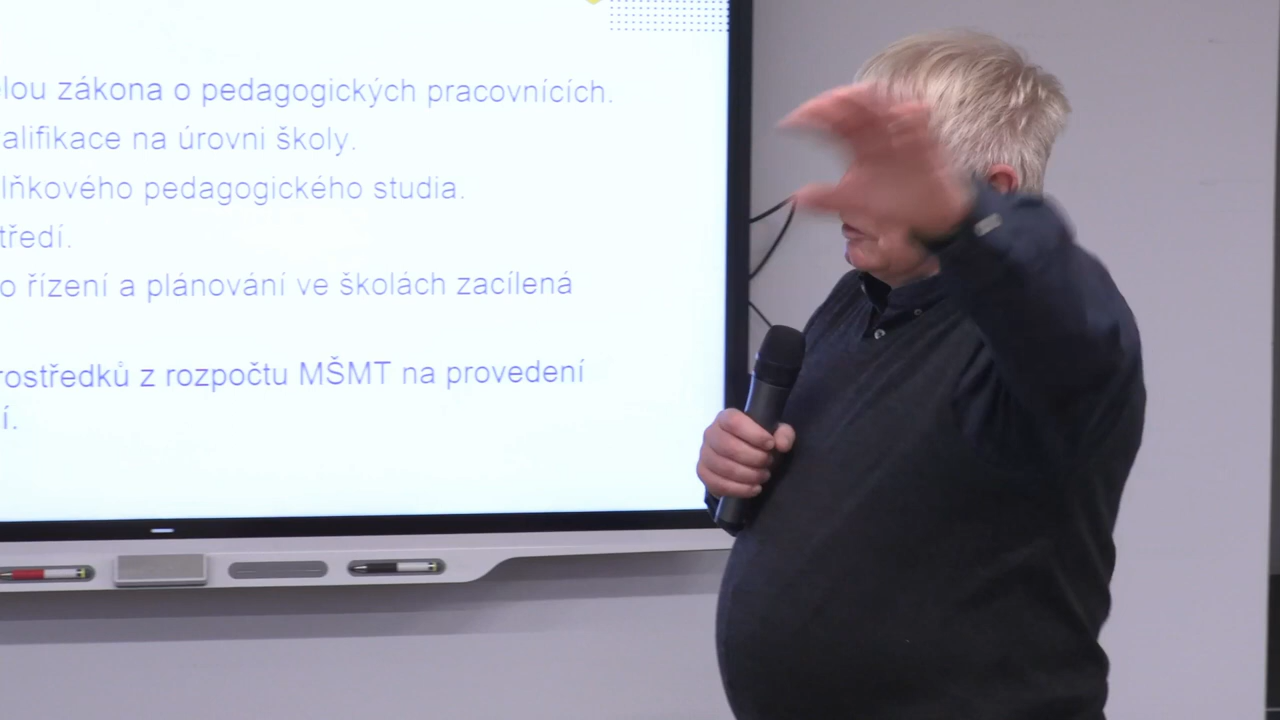 elou zákona o pedagogických pracovnících.
alifikace na úrovni školy.
lňkového pedagogického studia.
tředí.
o řízení a plánování ve školách zacílená
rostředků z rozpočtu MŠMT na provedení
í.